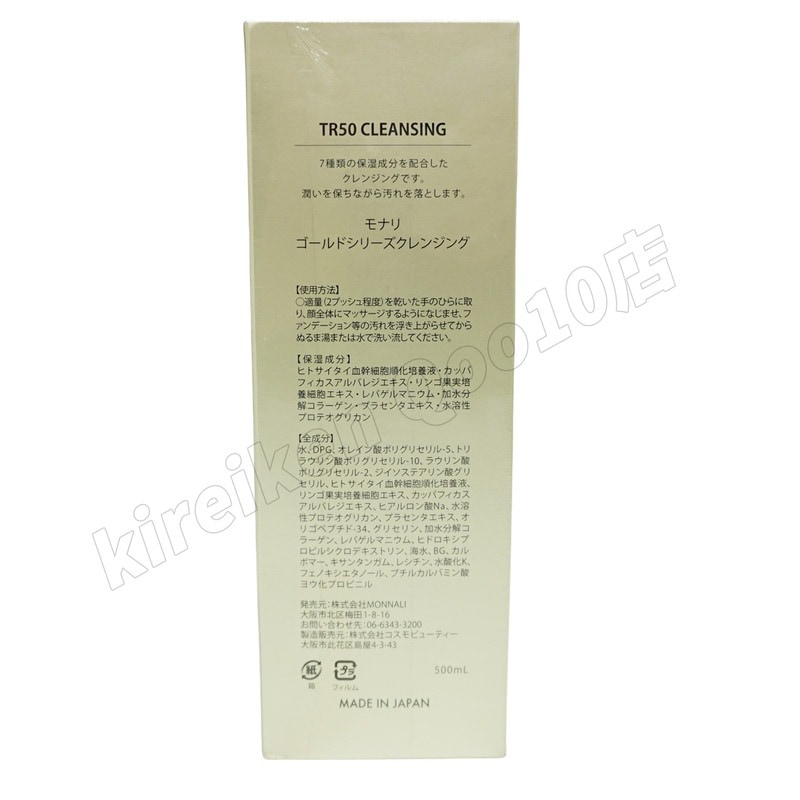 TR50 CLEANSING
7種類の保湿成分を配合した
クレンジングです。
潤いを保ちながら汚れを落とします。
モナリ
ゴールドシリーズクレンジング
【使用方法】
○適量（2プッシュ程度）を乾いた手のひらに取
り、顔全体にマッサージするようになじませ、フ
ァンデーション等の汚れを浮き上がらせてから
ぬるま湯または水で洗い流してください。
【保湿成分】
ヒトサイタイ血幹細胞順化培養液・カッパ
フィカスアルバレジエキス・リンゴ果実培
養細胞エキス・レバゲルマニウム・加水分
解コラーゲン・プラセンタエキス・水溶性
プロテオグリカン
【全成分】
水、DPG、オレイン酸ポリグリセリル-5、トリ
ラウリン酸ポリグリセリル-10、ラウリン酸
ポリグリセリル-2、ジイソステアリン酸グリ
セリル、ヒトサイタイ血幹細胞順化培養液、
リンゴ果実培養細胞エキス、カッパフィカス
アルバレジエキス、ヒアルロン酸Na、水溶
性プロテオグリカン、プラセンタエキス、オ
リゴペプチド-34、グリセリン、加水分解コ
ラーゲン、レパゲルマニウム、ヒドロキシプ
ロピルシクロデキストリン、海水、BG、カル
ボマー、キサンタンガム、レシチン、水酸化K、
フェノキシエタノール、ブチルカルバミン酸
ヨウ化プロピニル
発売元：株式会社MONNALI
大阪市北区梅田1-8-16
お問い合わせ先：06-6343-3200
製造販売元：株式会社コスモビューティー
大阪市此花区島屋4-3-43
紙
箱
プラ
フィルム
500mL
MADE IN JAPAN
kireikan Qoo10店